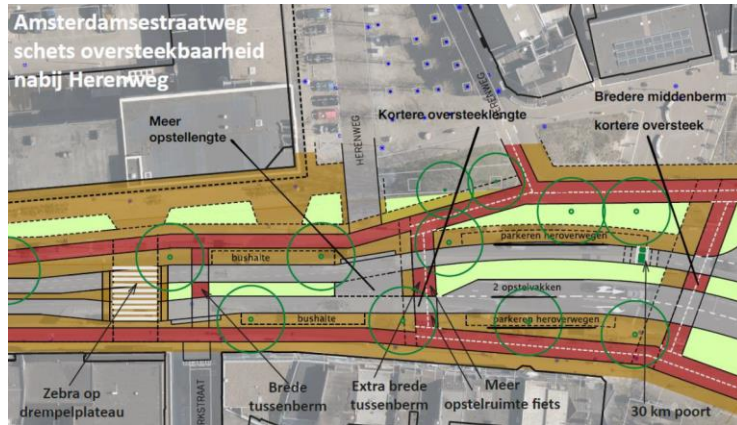 Amsterdamsestraatweg
schets oversteekbaarheid
nabij Herenweg
Meer
opstellengte
Kortere oversteeklengte
Bredere middenberm
kortere oversteek
HERENWEG
bushalte
parkeren heroverwegen
2 opstelvakken
bushalte
parkeren heroverwegen
Zebra op
drempelplateau
Brede
tussenberm
Extra brede
tussenberm
Meer
opstelruimte fiets
30 km poort